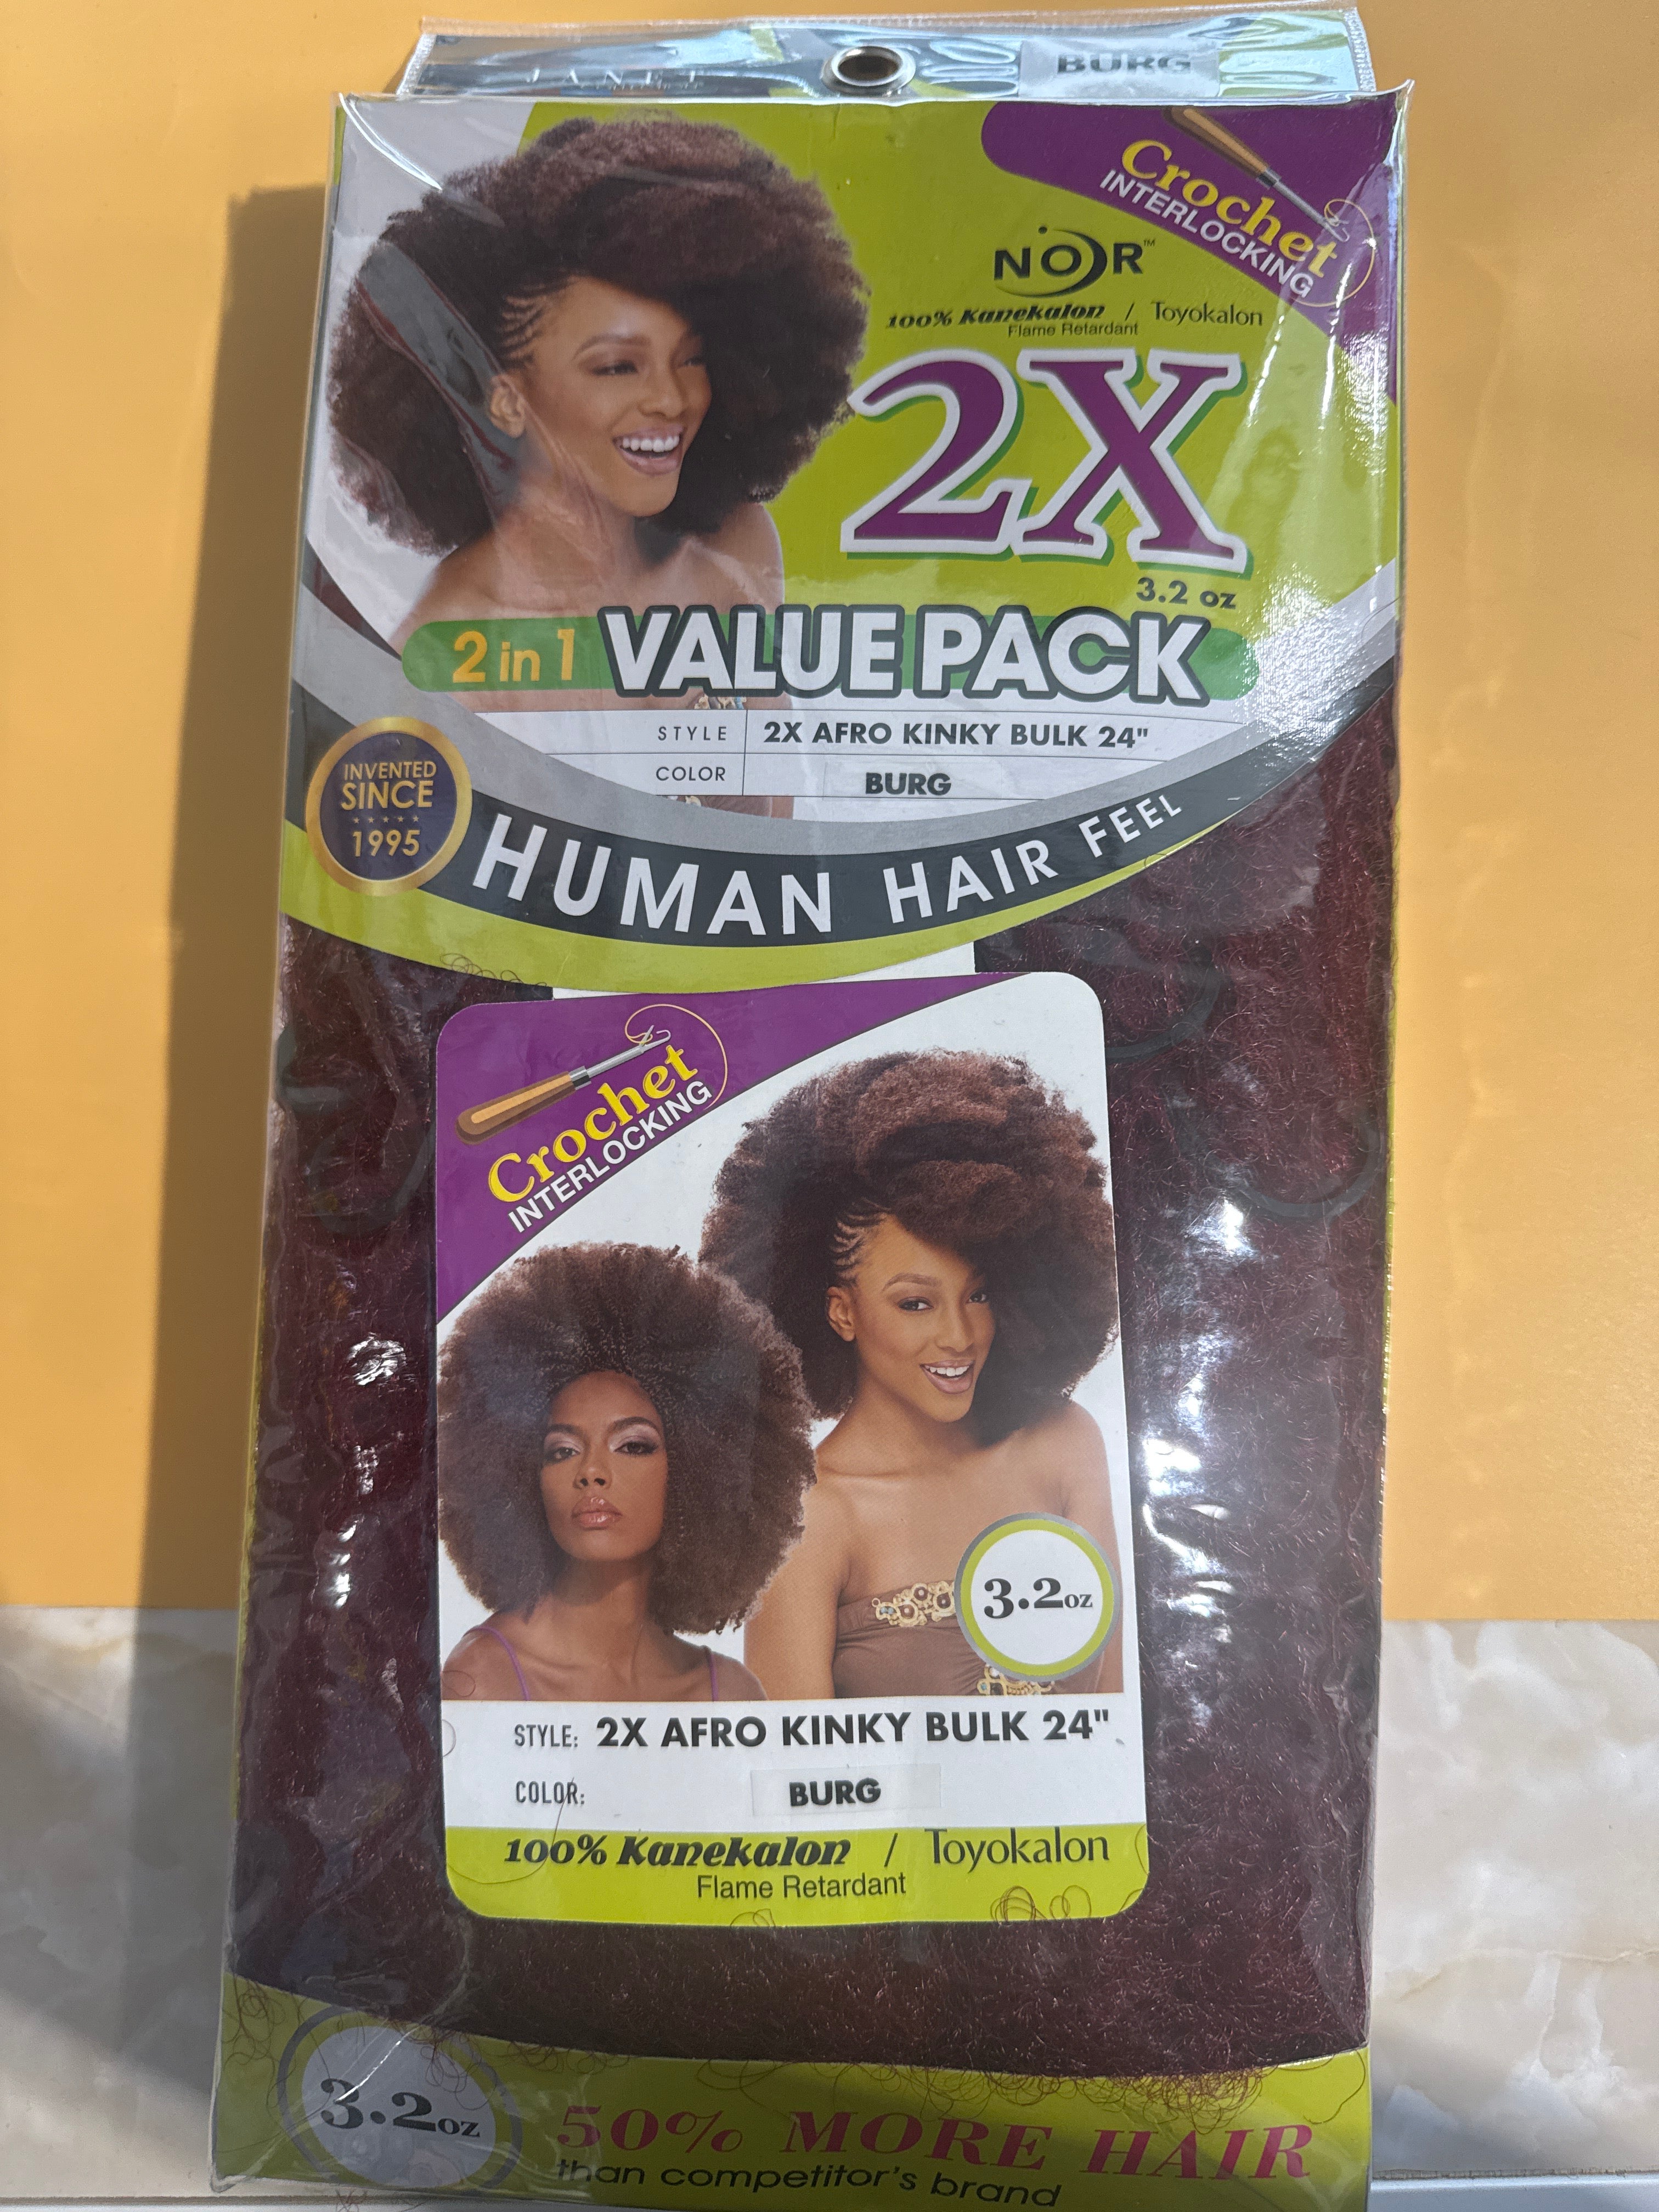 JANET
BURG
Crochet
INTERLOCKING
NOIR™
100% Kanekalon / Toyokalon
Flame Retardant
2X
3.2 oz
2 in 1 VALUE PACK
STYLE 2X AFRO KINKY BULK 24"
COLOR BURG
INVENTED
SINCE
1995
HUMAN HAIR FEEL
Crochet
INTERLOCKING
3.2oz
STYLE: 2X AFRO KINKY BULK 24"
COLOR: BURG
100% Kanekalon / Toyokalon
Flame Retardant
3.2oz
50% MORE HAIR
than competitor's brand